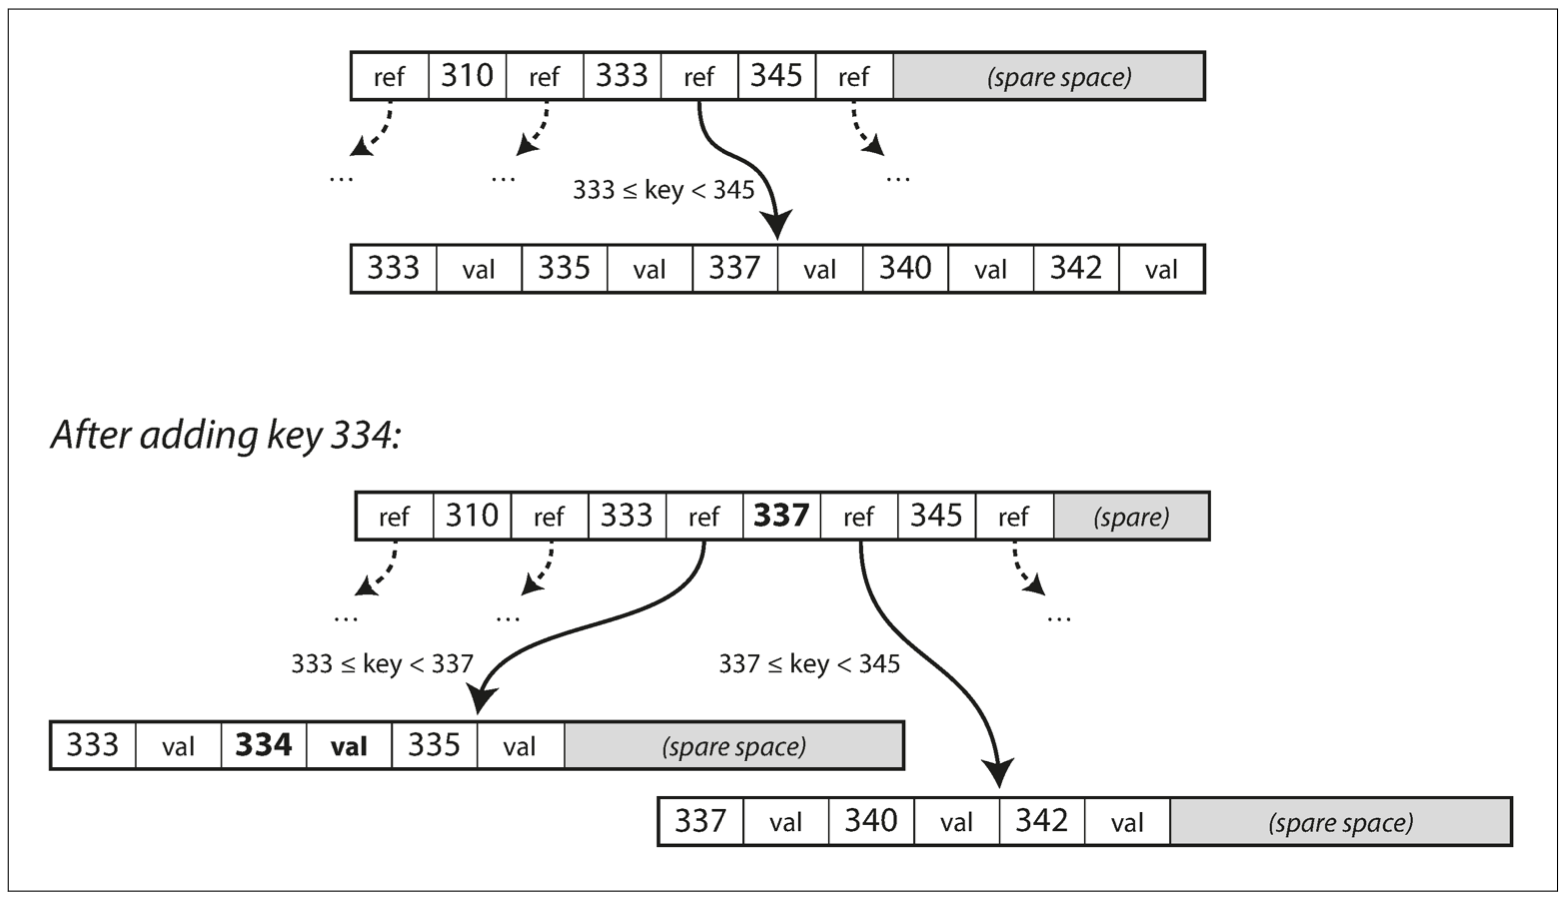 ref 310 ref 333 ref 345 ref (spare space)
... ... ...
333 ≤ key < 345
333 val 335 val 337 val 340 val 342 val
After adding key 334:
ref 310 ref 333 ref 337 ref 345 ref (spare)
... ... ...
333 ≤ key < 337 337 ≤ key < 345
333 val 334 val 335 val (spare space)
337 val 340 val 342 val (spare space)